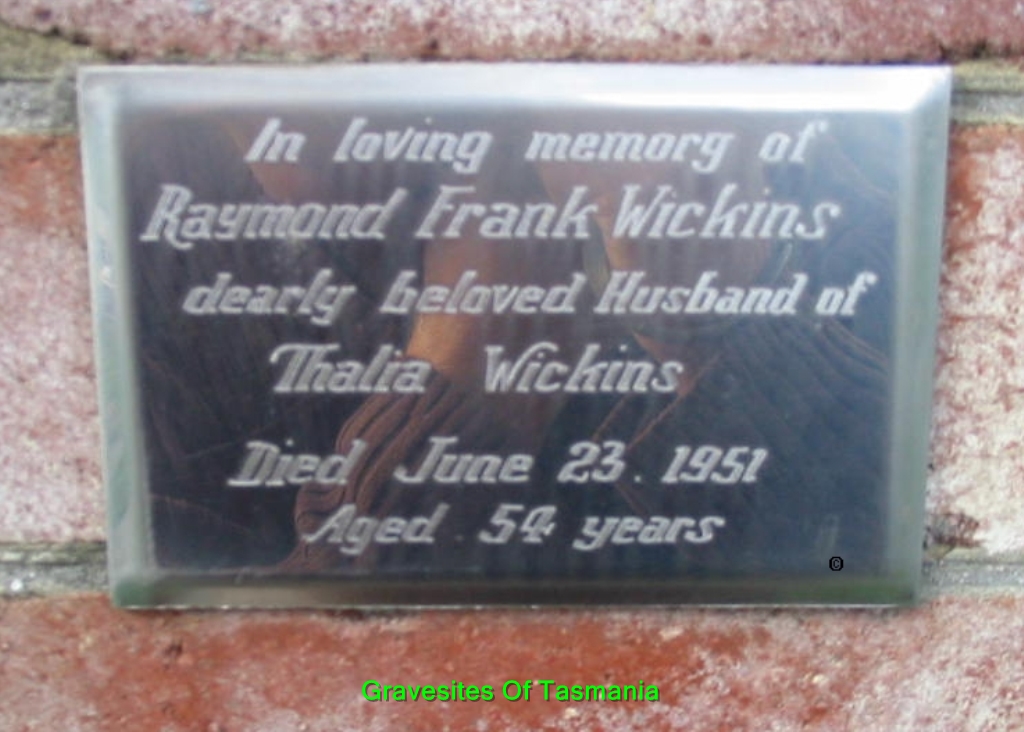 In loving memory of
Raymond Frank Wickins
dearly beloved Husband of
Thalia Wickins
Died June 23. 1951
Aged 54 years
©
Gravesites Of Tasmania